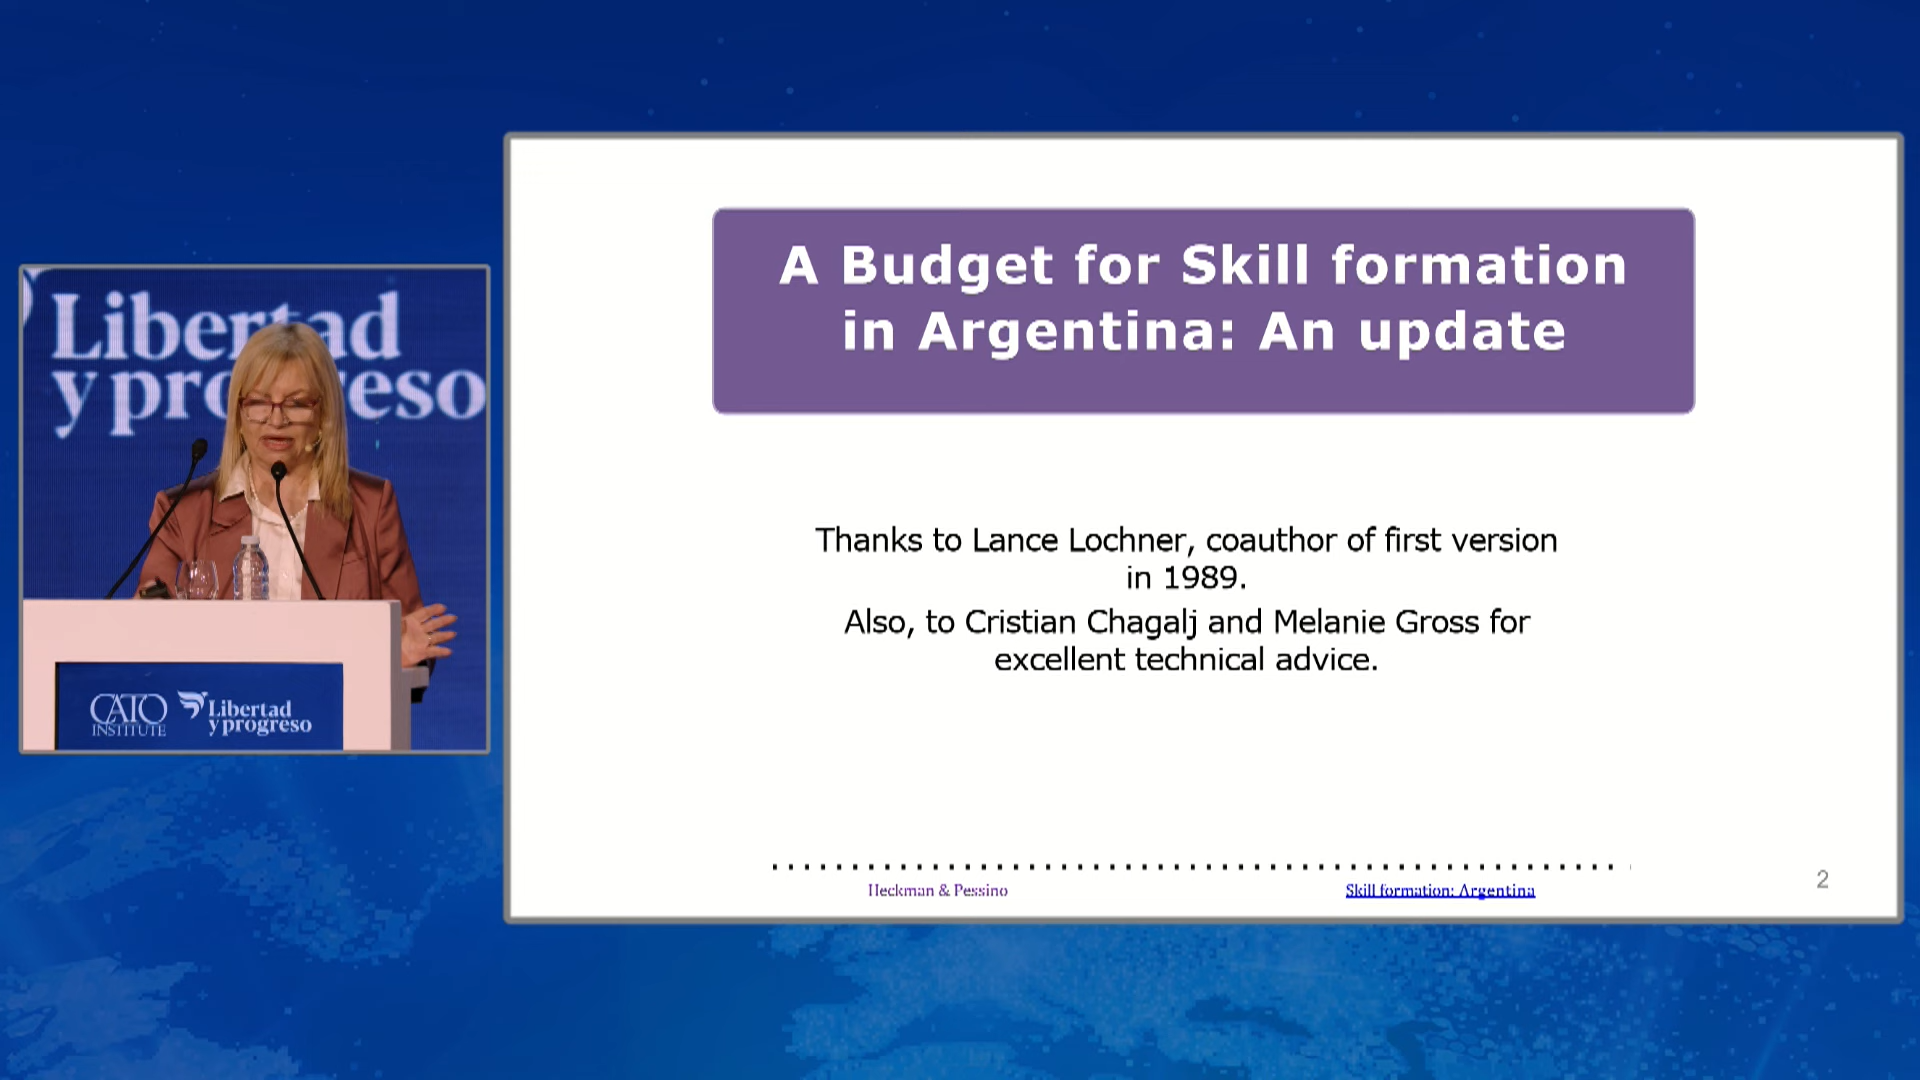 Libertad
y progreso
CATO
INSTITUTE
Libertad
y progreso
A Budget for Skill formation
in Argentina: An update
Thanks to Lance Lochner, coauthor of first version
in 1989.
Also, to Cristian Chagalj and Melanie Gross for
excellent technical advice.
Heckman & Pessino
Skill formation: Argentina
2